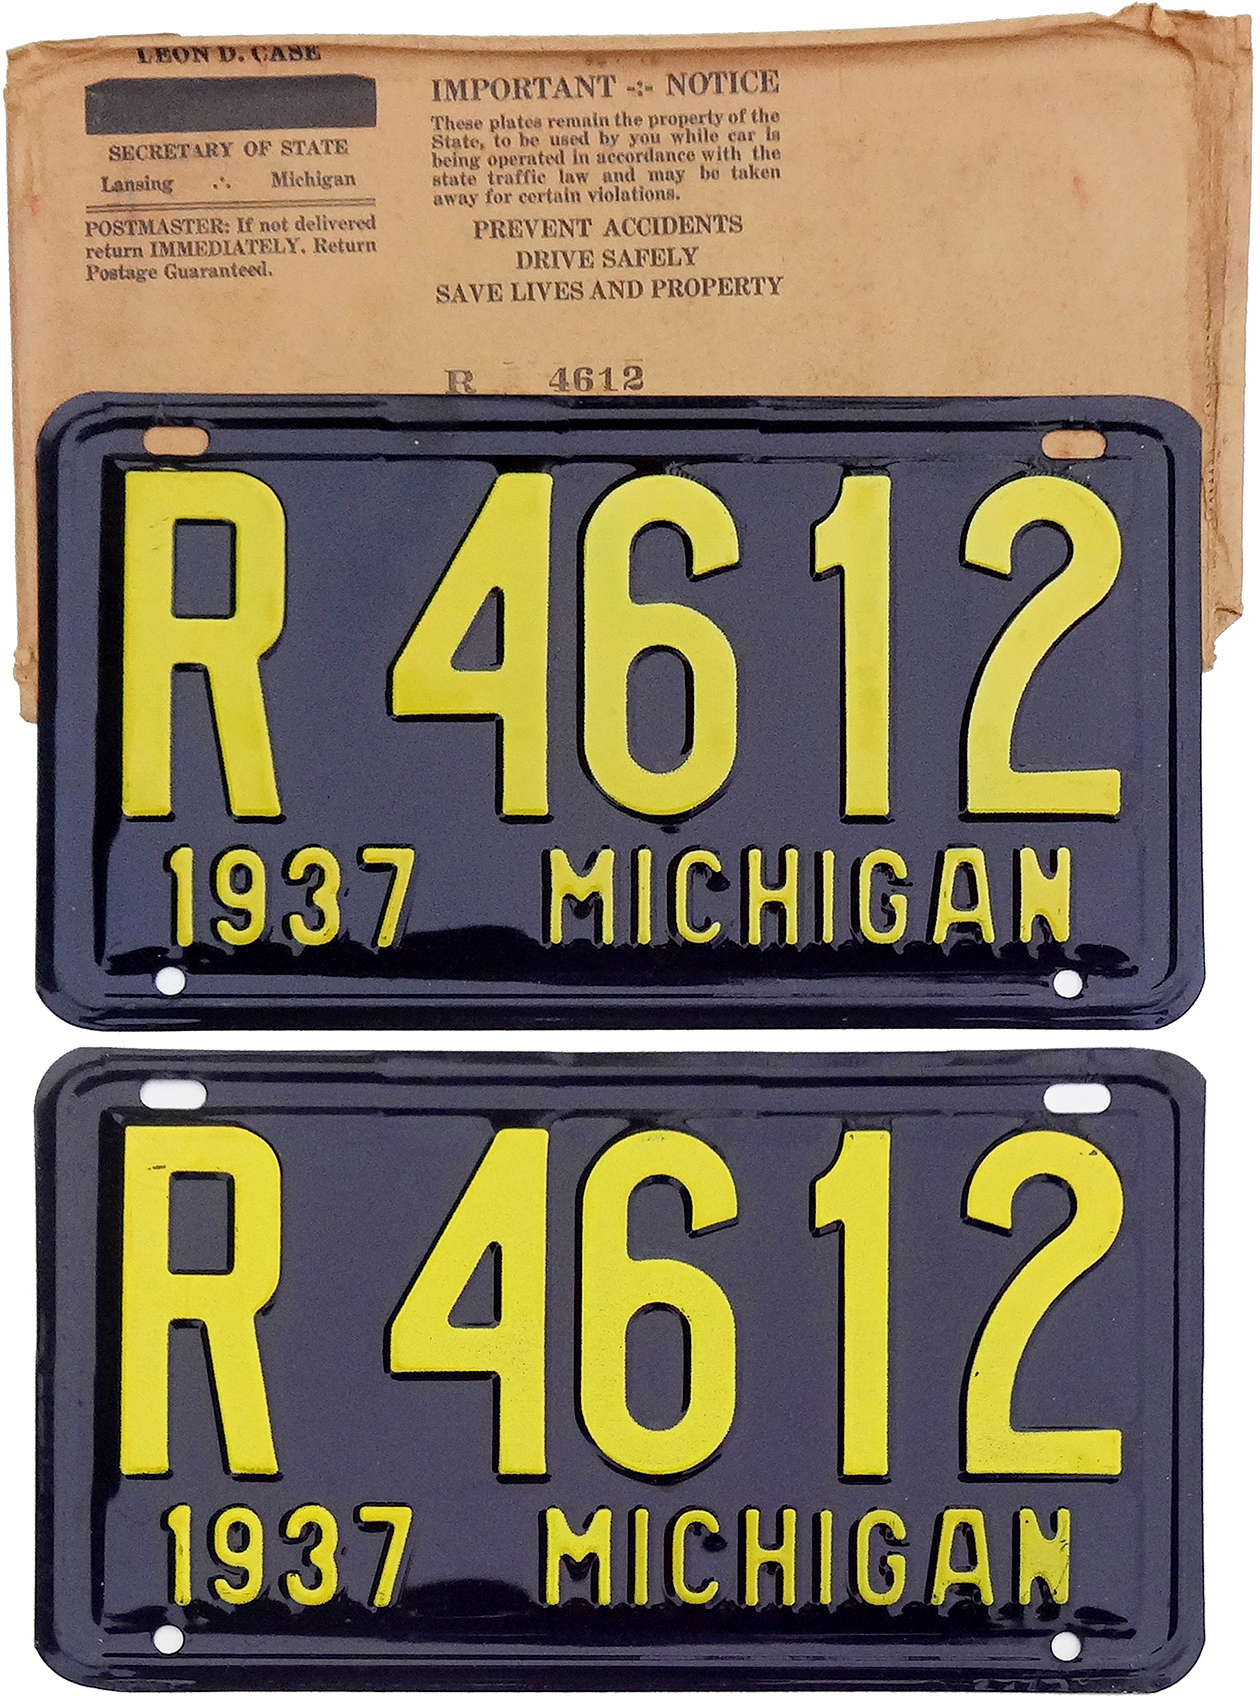 LEON D. CASE
SECRETARY OF STATE
Lansing ∴ Michigan
POSTMASTER: If not delivered
return IMMEDIATELY. Return
Postage Guaranteed.
IMPORTANT -:- NOTICE
These plates remain the property of the
State, to be used by you while car is
being operated in accordance with the
state traffic law and may be taken
away for certain violations.
PREVENT ACCIDENTS
DRIVE SAFELY
SAVE LIVES AND PROPERTY
R 4612
R 4612
1937 MICHIGAN
R 4612
1937 MICHIGAN